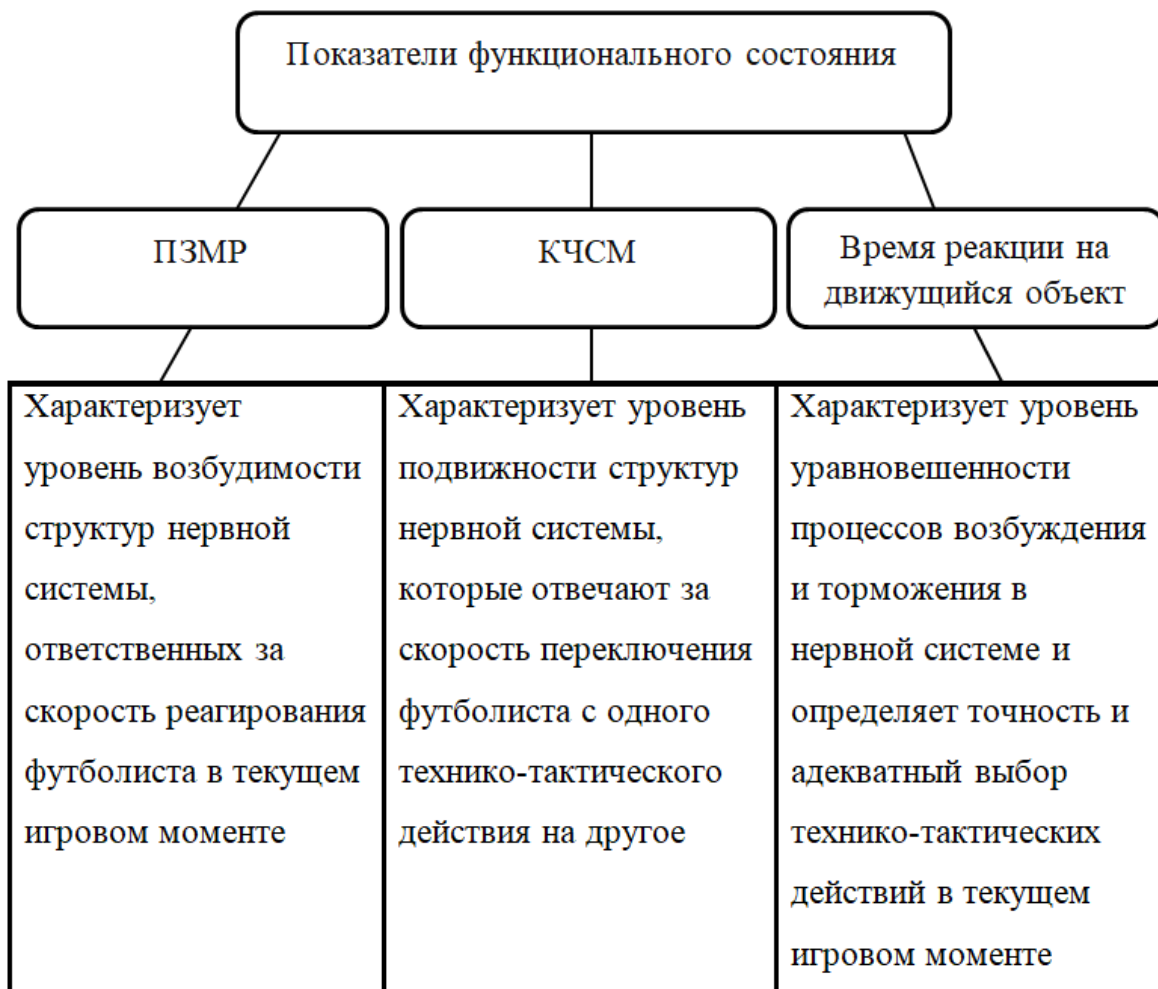 Показатели функционального состояния
ПЗМР
КЧСМ
Время реакции на
движущийся объект
Характеризует
уровень возбудимости
структур нервной
системы,
ответственных за
скорость реагирования
футболиста в текущем
игровом моменте
Характеризует уровень
подвижности структур
нервной системы,
которые отвечают за
скорость переключения
футболиста с одного
технико-тактического
действия на другое
Характеризует уровень
уравновешенности
процессов возбуждения
и торможения в
нервной системе и
определяет точность и
адекватный выбор
технико-тактических
действий в текущем
игровом моменте